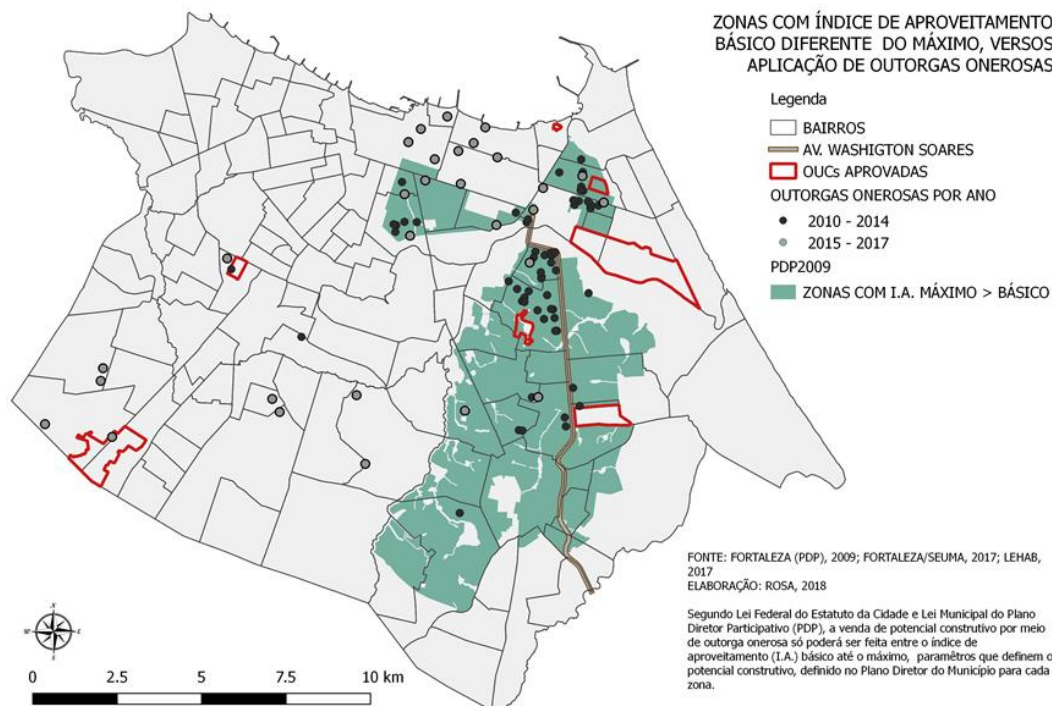 ZONAS COM ÍNDICE DE APROVEITAMENTO
BÁSICO DIFERENTE DO MÁXIMO, VERSOS
APLICAÇÃO DE OUTORGAS ONEROSAS
Legenda
BAIRROS
AV. WASHIGTON SOARES
OUCs APROVADAS
OUTORGAS ONEROSAS POR ANO
2010 - 2014
2015 - 2017
PDP2009
ZONAS COM I.A. MÁXIMO > BÁSICO
FONTE: FORTALEZA (PDP), 2009; FORTALEZA/SEUMA, 2017; LEHAB,
2017
ELABORAÇÃO: ROSA, 2018
Segundo Lei Federal do Estatuto da Cidade e Lei Municipal do Plano
Diretor Participativo (PDP), a venda de potencial construtivo por meio
de outorga onerosa só poderá ser feita entre o índice de
aproveitamento (I.A.) básico até o máximo, paramêtros que definem o
potencial construtivo, definido no Plano Diretor do Município para cada
zona.
N
W E
S
0 2.5 5 7.5 10 km